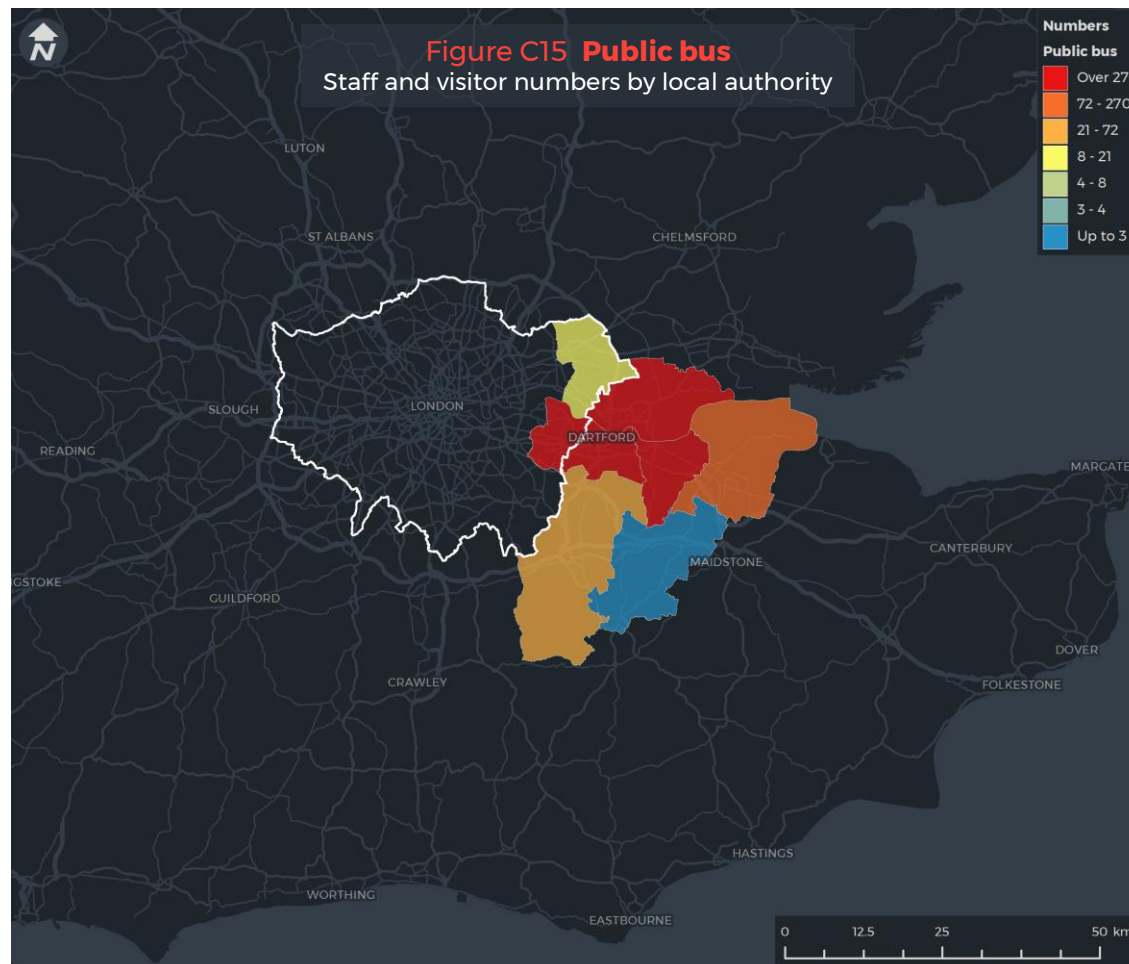 N
Figure C15 Public bus
Staff and visitor numbers by local authority
Numbers
Public bus
Over 27
72 - 270
21 - 72
8 - 21
4 - 8
3 - 4
Up to 3
LUTON
ST ALBANS
CHELMSFORD
SLOUGH
LONDON
DARTFORD
READING
MARGATE
GSTOKE
GUILDFORD
MAIDSTONE
CANTERBURY
DOVER
CRAWLEY
FOLKESTONE
HASTINGS
WORTHING
EASTBOURNE
0 12.5 25 50 km